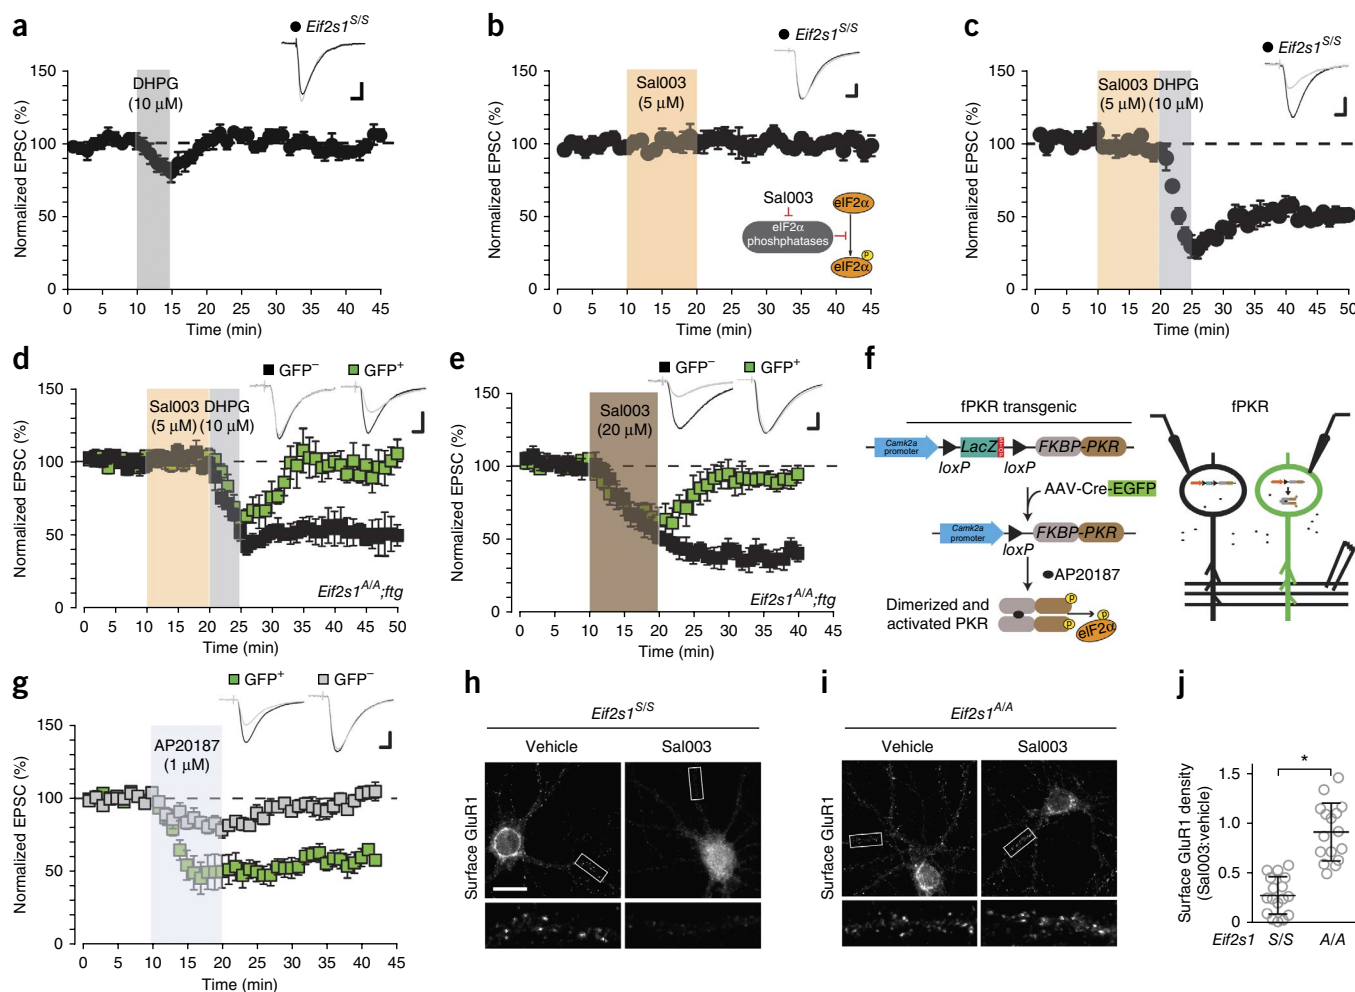 a
Eif2s1S/S
Normalized EPSC (%)
150
100
50
0
DHPG
(10 μM)
0 5 10 15 20 25 30 35 40 45
Time (min)
b
Eif2s1S/S
Normalized EPSC (%)
150
100
50
0
Sal003
(5 μM)
Sal003
eIF2α
phoshphatases
eIF2α
P
eIF2α
0 5 10 15 20 25 30 35 40 45
Time (min)
c
Eif2s1S/S
Normalized EPSC (%)
150
100
50
0
Sal003 DHPG
(5 μM) (10 μM)
0 5 10 15 20 25 30 35 40 45 50
Time (min)
d
GFP– GFP+
Normalized EPSC (%)
150
100
50
0
Sal003 DHPG
(5 μM) (10 μM)
Eif2s1A/A;ftg
0 5 10 15 20 25 30 35 40 45 50
Time (min)
e
GFP– GFP+
Normalized EPSC (%)
150
100
50
0
Sal003
(20 μM)
Eif2s1A/A;ftg
0 5 10 15 20 25 30 35 40 45
Time (min)
f
fPKR transgenic
Camk2a
promoter
LacZ
FKBP-PKR
loxP loxP
AAV-Cre-EGFP
Camk2a
promoter
FKBP-PKR
loxP
AP20187
Dimerized and
activated PKR
P
P
P
eIF2α
fPKR
g
GFP+ GFP–
Normalized EPSC (%)
150
100
50
0
AP20187
(1 μM)
0 5 10 15 20 25 30 35 40 45
Time (min)
h
Eif2s1S/S
Vehicle Sal003
Surface GluR1
i
Eif2s1A/A
Vehicle Sal003
Surface GluR1
j
Surface GluR1 density
(Sal003:vehicle)
1.5
1.0
0.5
0
*
Eif2s1 S/S A/A